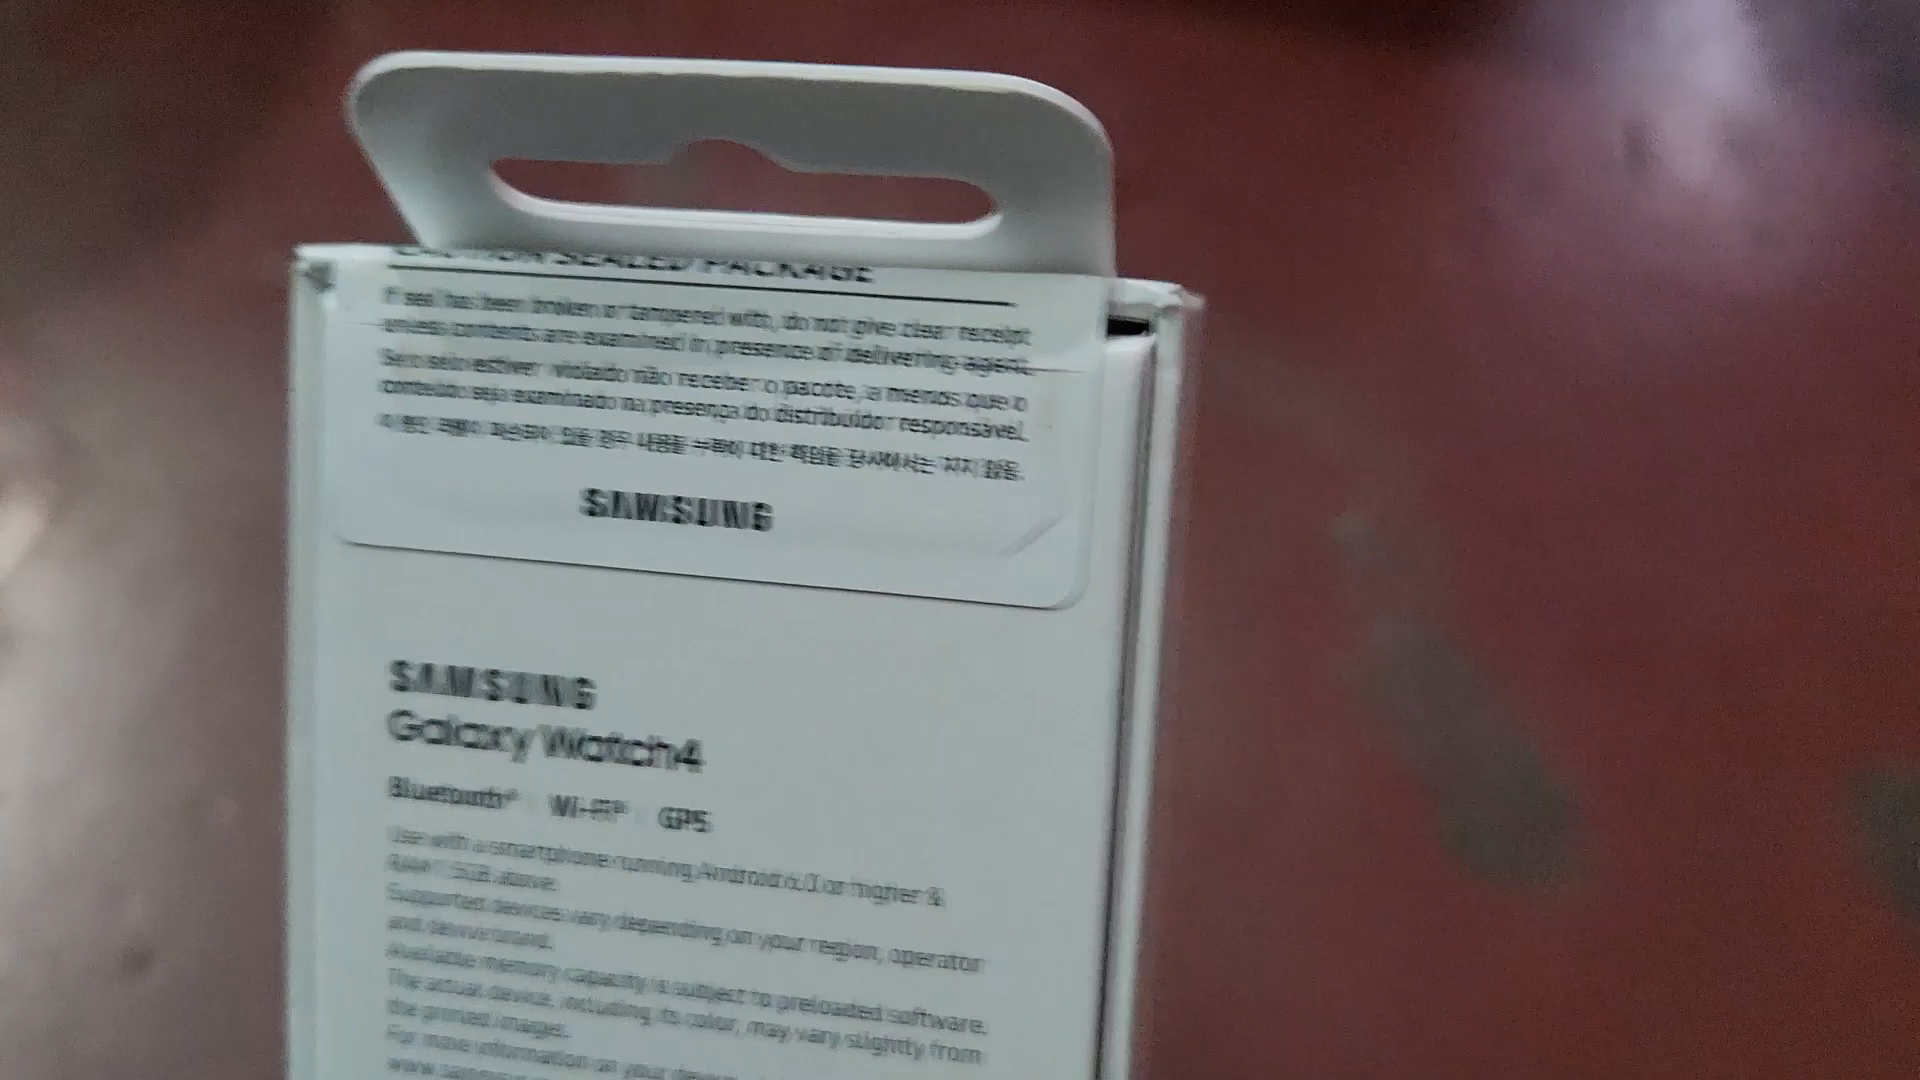 CAUTION SEALED PACKAGE
If seal has been broken or tampered with, do not give clear receipt
unless contents are examined in presence of delivering agent.
Se o selo estiver violado não receber o pacote, a menos que o
conteúdo seja examinado na presença do distribuidor responsável.
SAMSUNG
SAMSUNG
Galaxy Watch4
Bluetooth® Wi-Fi® GPS
Use with a smartphone running Android 6.0 or higher &
RAM 1.5GB above.
Supported devices vary depending on your region, operator
and device brand.
Available memory capacity is subject to preloaded software.
The actual device, including its color, may vary slightly from
the printed images.
For more information on your device